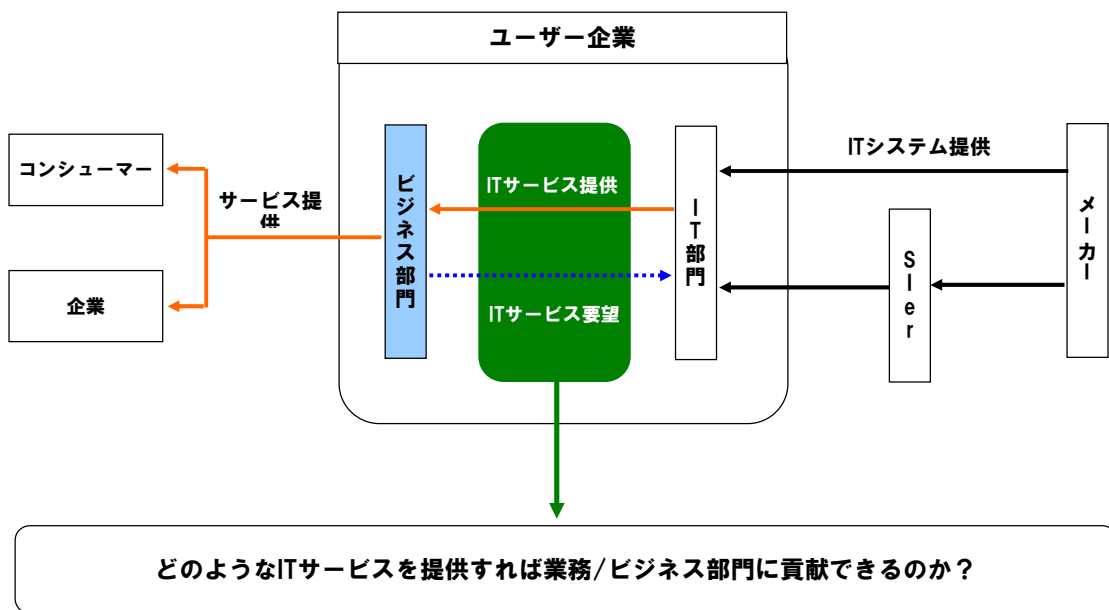 ユーザー企業
コンシューマー
企業
サービス提
供
ビジネス部門
ITサービス提供
ITサービス要望
IT部門
ITシステム提供
SIer
メーカー
どのようなITサービスを提供すれば業務/ビジネス部門に貢献できるのか？